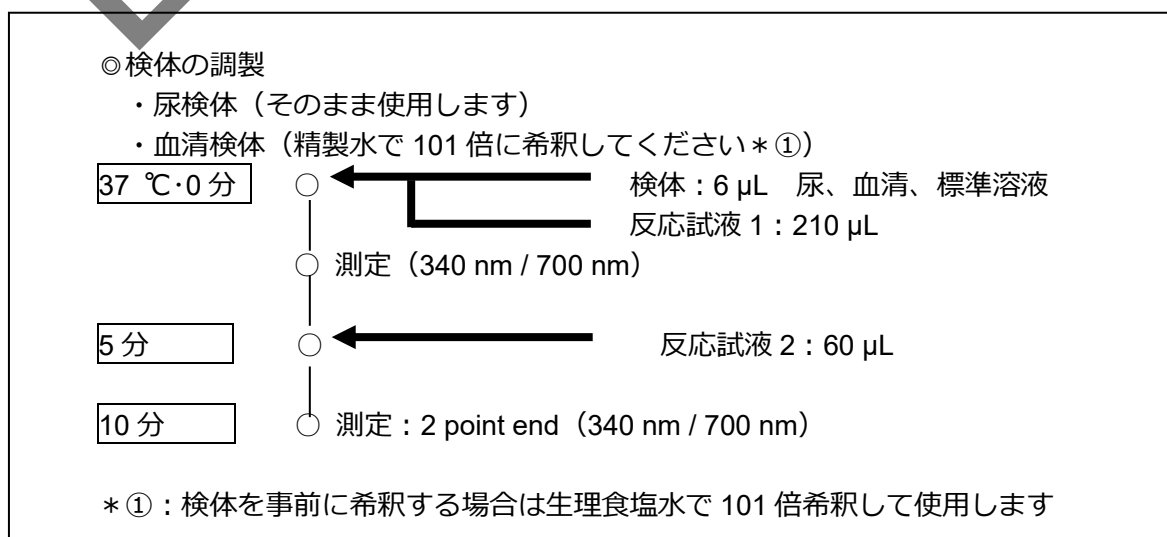 ◎検体の調製
・尿検体（そのまま使用します）
・血清検体（精製水で 101 倍に希釈してください＊①）
37 ℃･0 分
検体：6 μL 尿、血清、標準溶液
反応試液 1：210 μL
測定（340 nm / 700 nm）
5 分
反応試液 2：60 μL
10 分
測定：2 point end（340 nm / 700 nm）
＊①：検体を事前に希釈する場合は生理食塩水で 101 倍希釈して使用します